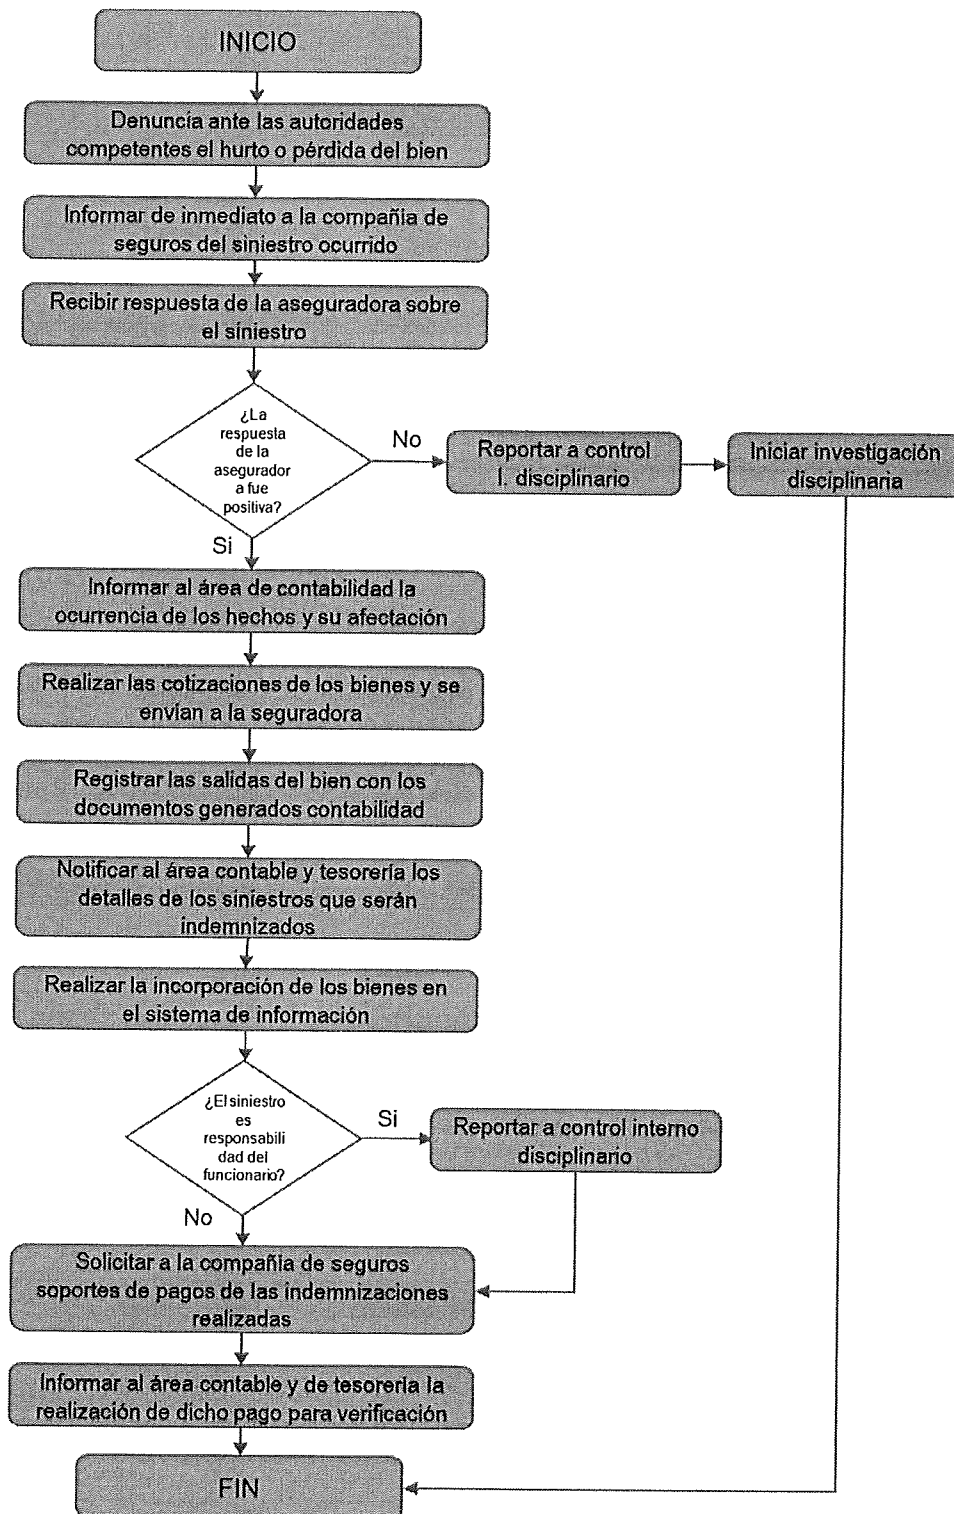 INICIO
Denuncia ante las autoridades
competentes el hurto o pérdida del bien
Informar de inmediato a la compañia de
seguros del siniestro ocurrido
Recibir respuesta de la aseguradora sobre
el siniestro
¿La
respuesta
de la
asegurador
a fue
positiva?
No
Reportar a control
I. disciplinario
Iniciar investigación
disciplinaria
Si
Informar al área de contabilidad la
ocurrencia de los hechos y su afectación
Realizar las cotizaciones de los bienes y se
envían a la seguradora
Registrar las salidas del bien con los
documentos generados contabilidad
Notificar al área contable y tesorería los
detalles de los siniestros que serán
indemnizados
Realizar la incorporación de los bienes en
el sistema de información
¿El siniestro
es
responsabili
dad del
funcionario?
Si
Reportar a control interno
disciplinario
No
Solicitar a la compañia de seguros
soportes de pagos de las indemnizaciones
realizadas
Informar al área contable y de tesorería la
realización de dicho pago para verificación
FIN